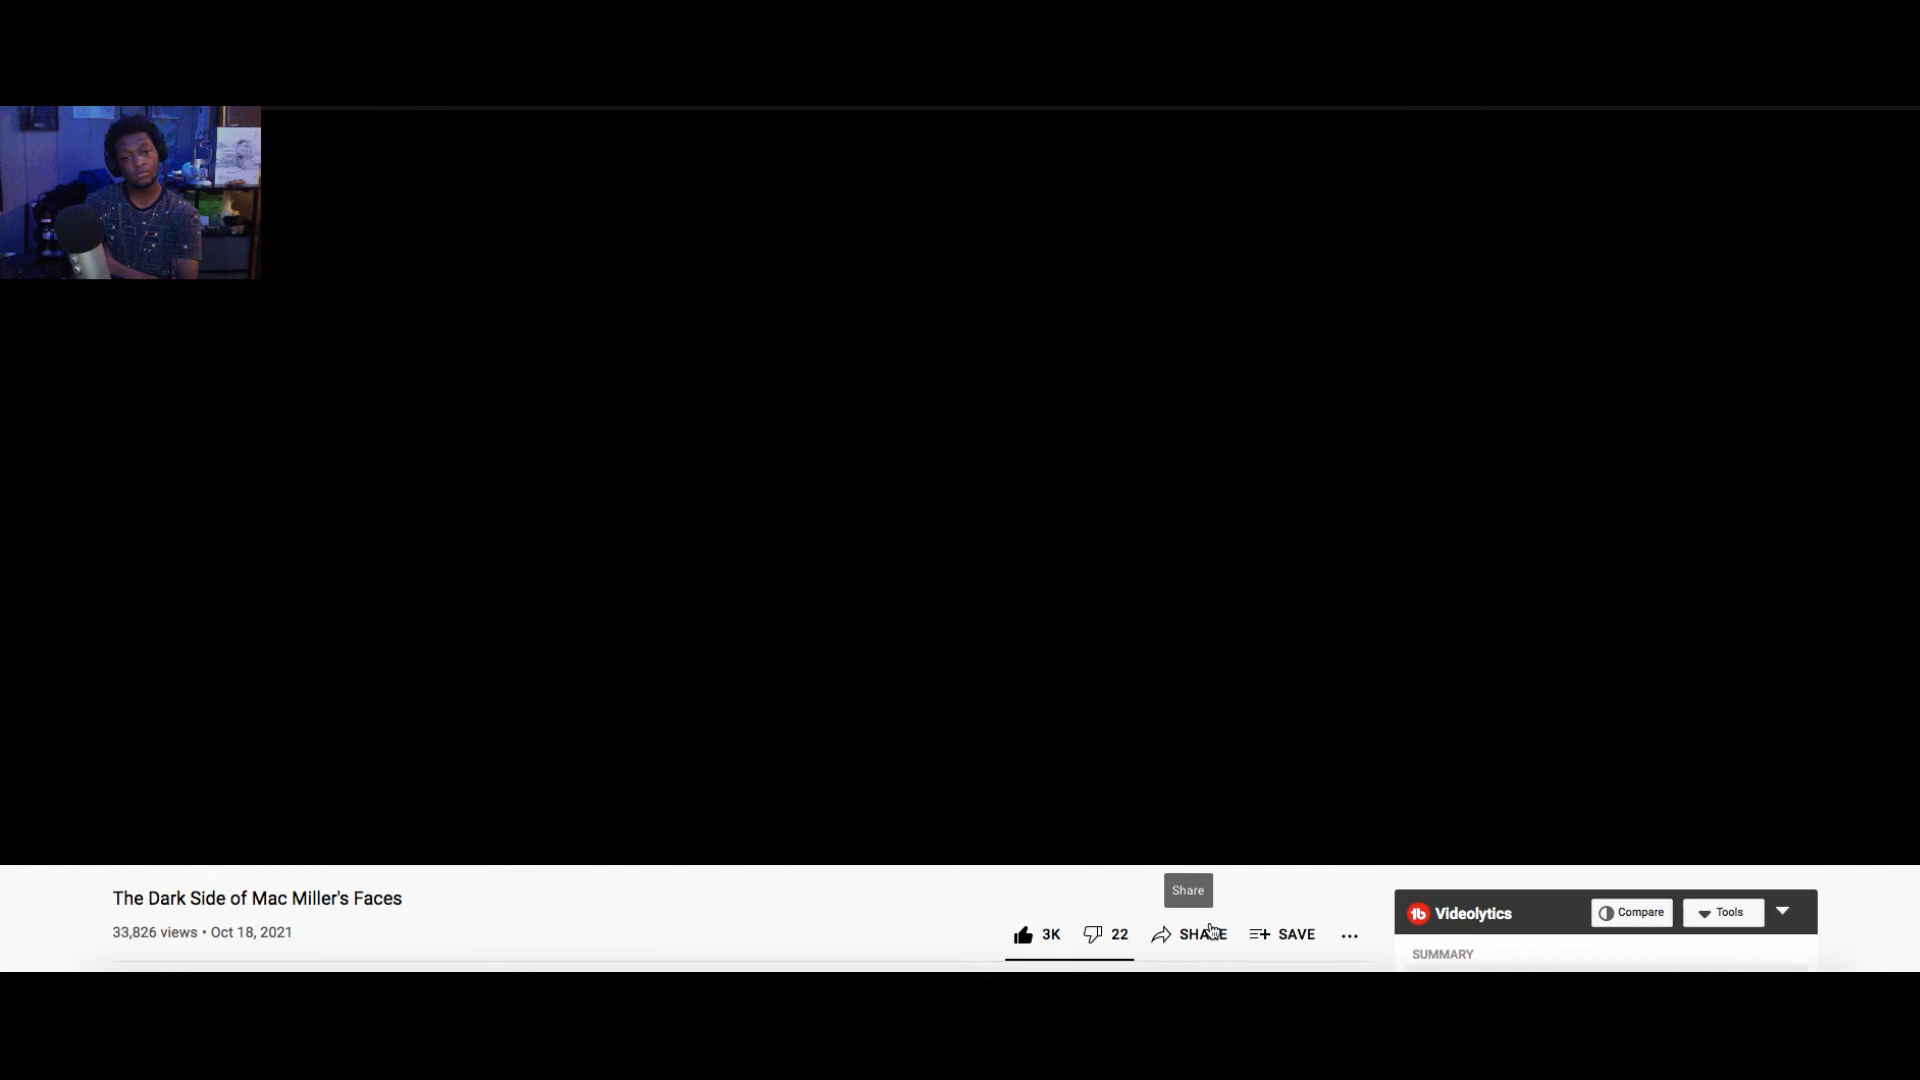 Share
The Dark Side of Mac Miller's Faces
33,826 views • Oct 18, 2021
3K 22 SHARE SAVE
Videolytics
Compare
Tools
SUMMARY